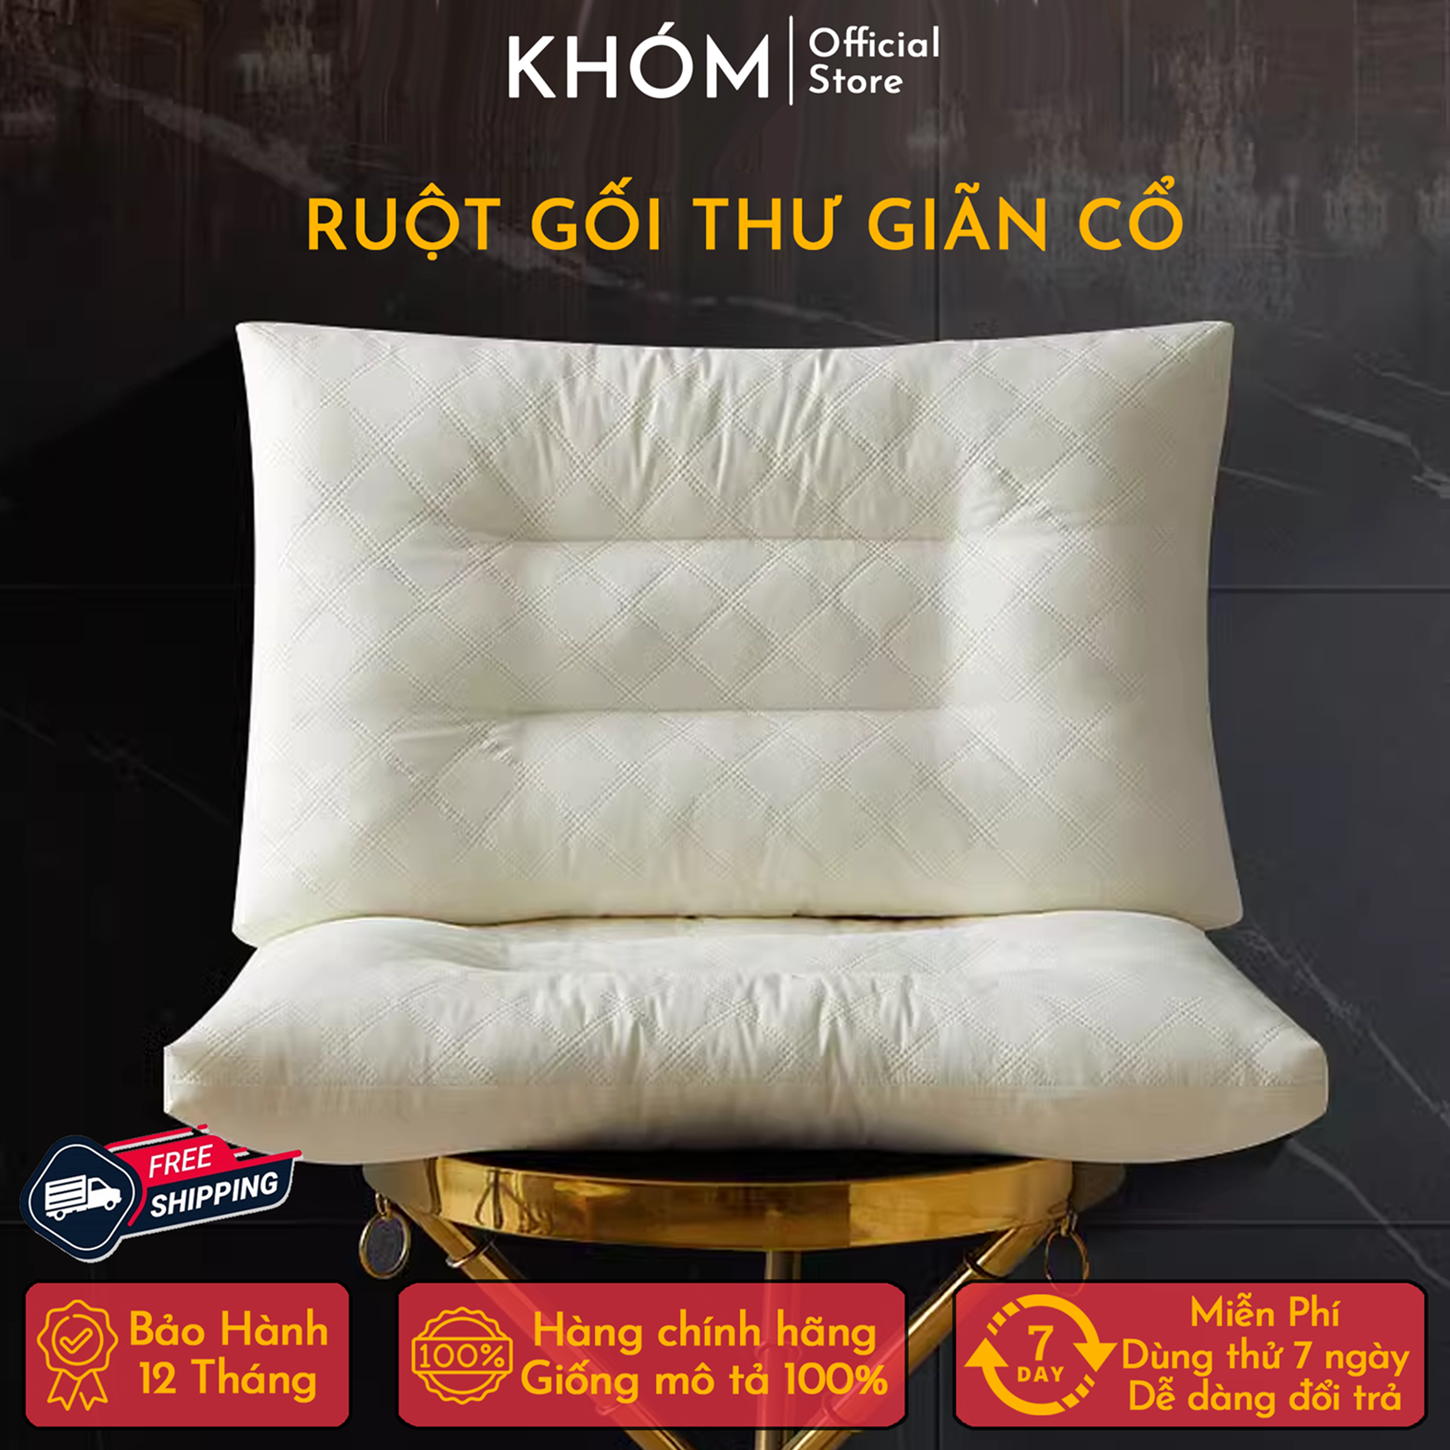 KHÓM
Official
Store
RUỘT GỐI THƯ GIÃN CỔ
FREE
SHIPPING
Bảo Hành
12 Tháng
100%
Hàng chính hãng
Giống mô tả 100%
7
DAY
Miễn Phí
Dùng thử 7 ngày
Dễ dàng đổi trả